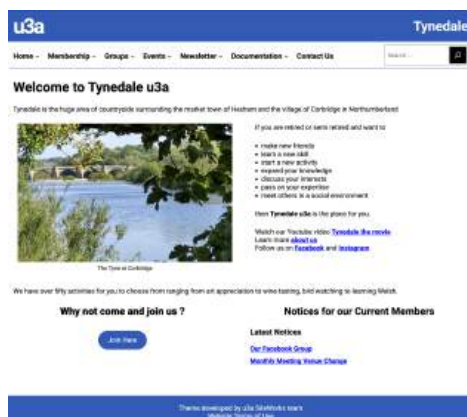 u3a
Tynedale
Home Membership Groups Events Newsletter Documentation Contact Us
Search ...
Welcome to Tynedale u3a
Tynedale is the huge area of countryside surrounding the market town of Hexham and the village of Corbridge in Northumberland
If you are retired or semi retired and want to
• make new friends
• learn a new skill
• start a new activity
• expand your knowledge
• discuss your interests
• pass on your expertise
• meet others in a social environment
then Tynedale u3a is the place for you.
Watch our Youtube video Tynedale the movie
Learn more about us
Follow us on Facebook and Instagram
The Tyne at Corbridge
We have over fifty activities for you to choose from ranging from art appreciation to wine tasting, bird watching to learning Welsh.
Why not come and join us ?
Join Here
Notices for our Current Members
Latest Notices
Our Facebook Group
Monthly Meeting Venue Change
Theme developed by u3a SiteWorks team
Website Terms of Use